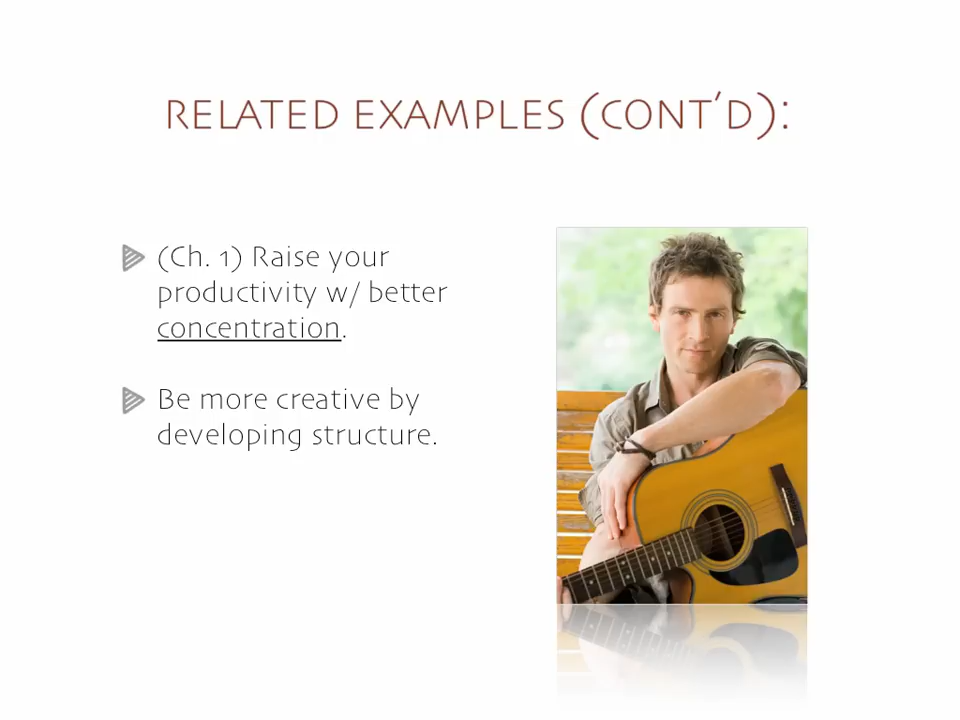 RELATED EXAMPLES (CONT'D):
(Ch. 1) Raise your
productivity w/ better
concentration.
Be more creative by
developing structure.